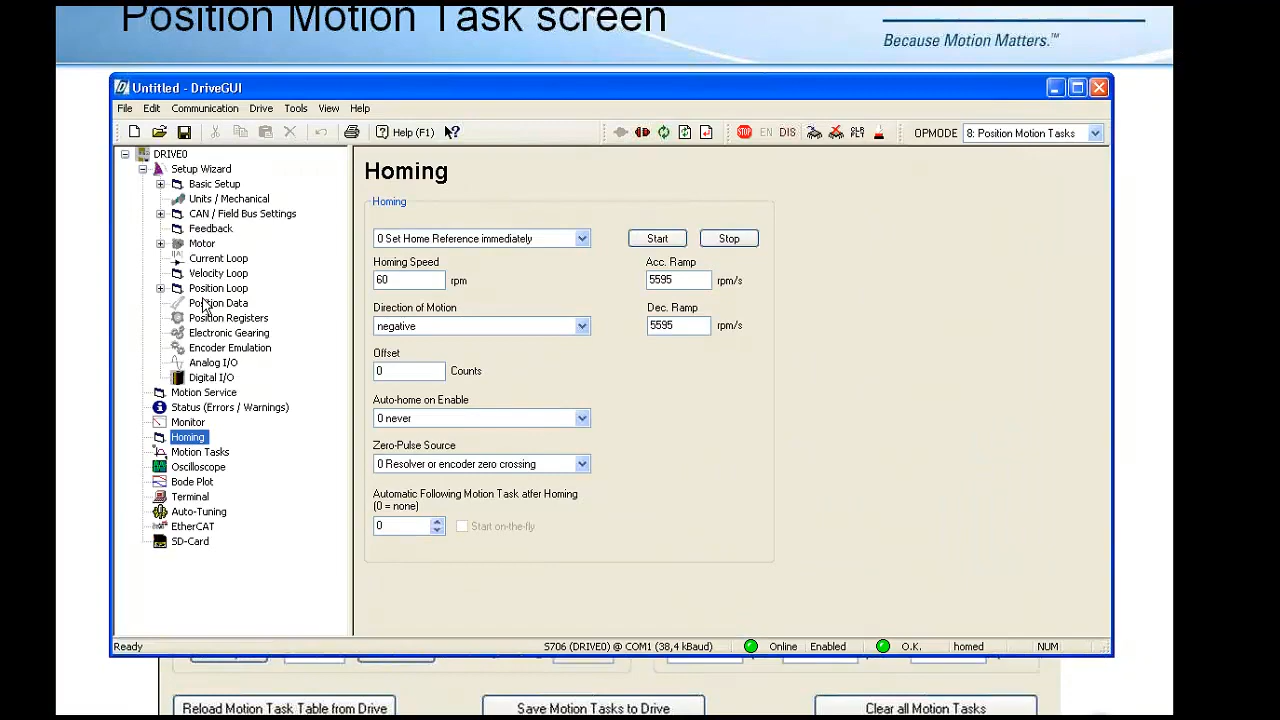 Position Motion Task screen
Because Motion Matters.™
Untitled - DriveGUI
File Edit Communication Drive Tools View Help
Help (F1) STOP EN DIS OPMODE 8: Position Motion Tasks
DRIVE0
Setup Wizard
Basic Setup
Units / Mechanical
CAN / Field Bus Settings
Feedback
Motor
Current Loop
Velocity Loop
Position Loop
Position Data
Position Registers
Electronic Gearing
Encoder Emulation
Analog I/O
Digital I/O
Motion Service
Status (Errors / Warnings)
Monitor
Homing
Motion Tasks
Oscilloscope
Bode Plot
Terminal
Auto-Tuning
EtherCAT
SD-Card
Homing
Homing
0 Set Home Reference immediately Start Stop
Homing Speed Acc. Ramp
60 rpm 5595 rpm/s
Direction of Motion Dec. Ramp
negative 5595 rpm/s
Offset
0 Counts
Auto-home on Enable
0 never
Zero-Pulse Source
0 Resolver or encoder zero crossing
Automatic Following Motion Task atfer Homing
(0 = none)
0 Start on-the-fly
Ready S706 (DRIVE0) @ COM1 (38,4 kBaud) Online Enabled O.K. homed NUM
Reload Motion Task Table from Drive Save Motion Tasks to Drive Clear all Motion Tasks